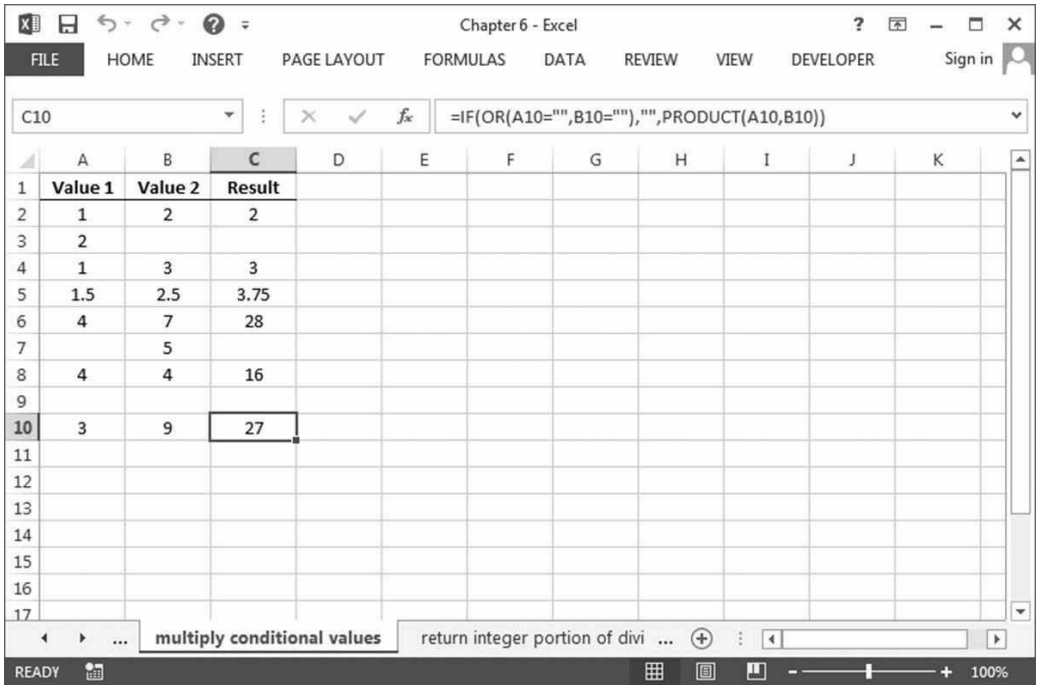 Chapter 6 - Excel
FILE HOME INSERT PAGE LAYOUT FORMULAS DATA REVIEW VIEW DEVELOPER Sign in
C10 fx =IF(OR(A10="",B10=""),"",PRODUCT(A10,B10))
A B C D E F G H I J K
1 Value 1 Value 2 Result
2 1 2 2
3 2
4 1 3 3
5 1.5 2.5 3.75
6 4 7 28
7 5
8 4 4 16
9
10 3 9 27
11
12
13
14
15
16
17
... multiply conditional values return integer portion of divi ...
READY 100%